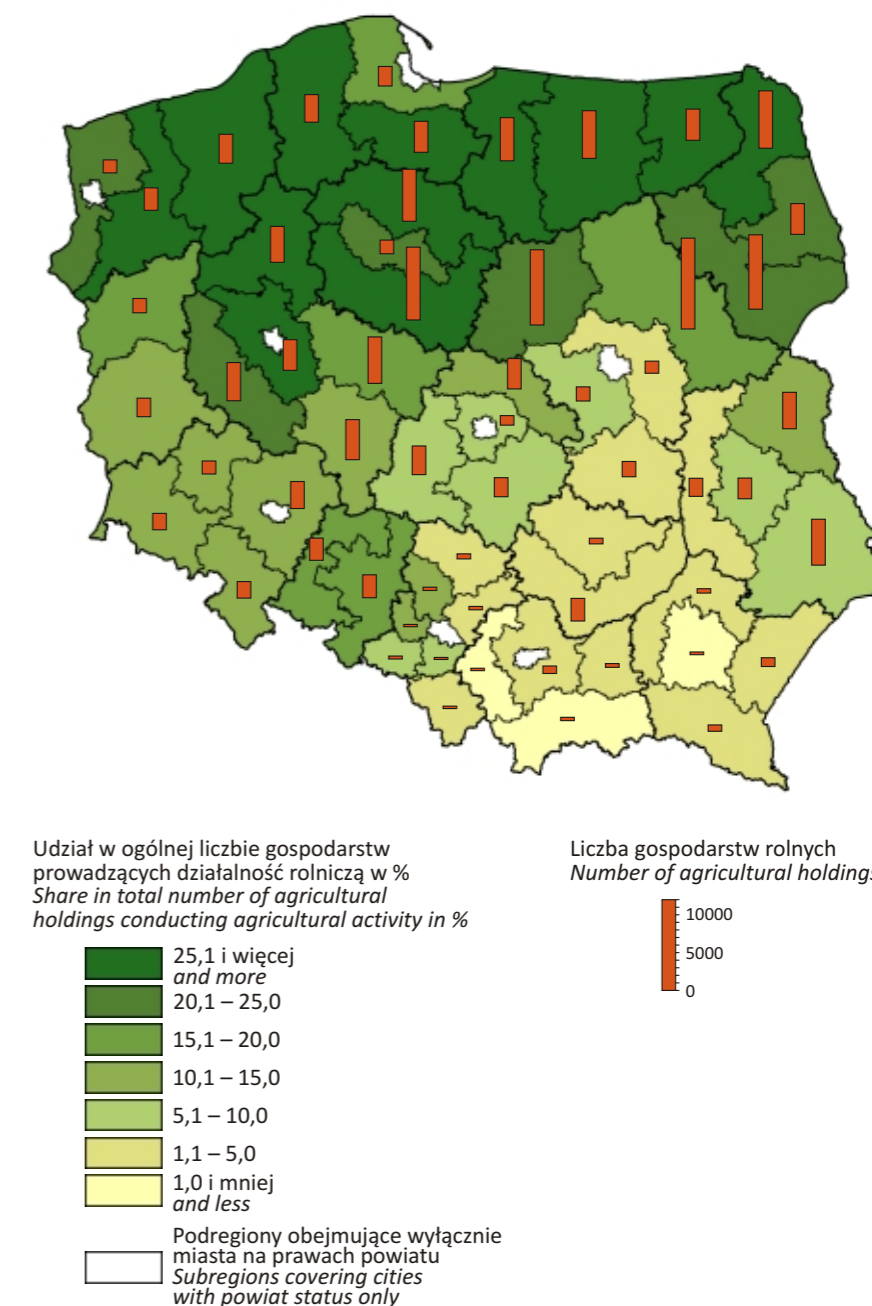 Udział w ogólnej liczbie gospodarstw
prowadzących działalność rolniczą w %
Share in total number of agricultural
holdings conducting agricultural activity in %
25,1 i więcej
and more
20,1 – 25,0
15,1 – 20,0
10,1 – 15,0
5,1 – 10,0
1,1 – 5,0
1,0 i mniej
and less
Podregiony obejmujące wyłącznie
miasta na prawach powiatu
Subregions covering cities
with powiat status only
Liczba gospodarstw rolnych
Number of agricultural holdings
10000
5000
0